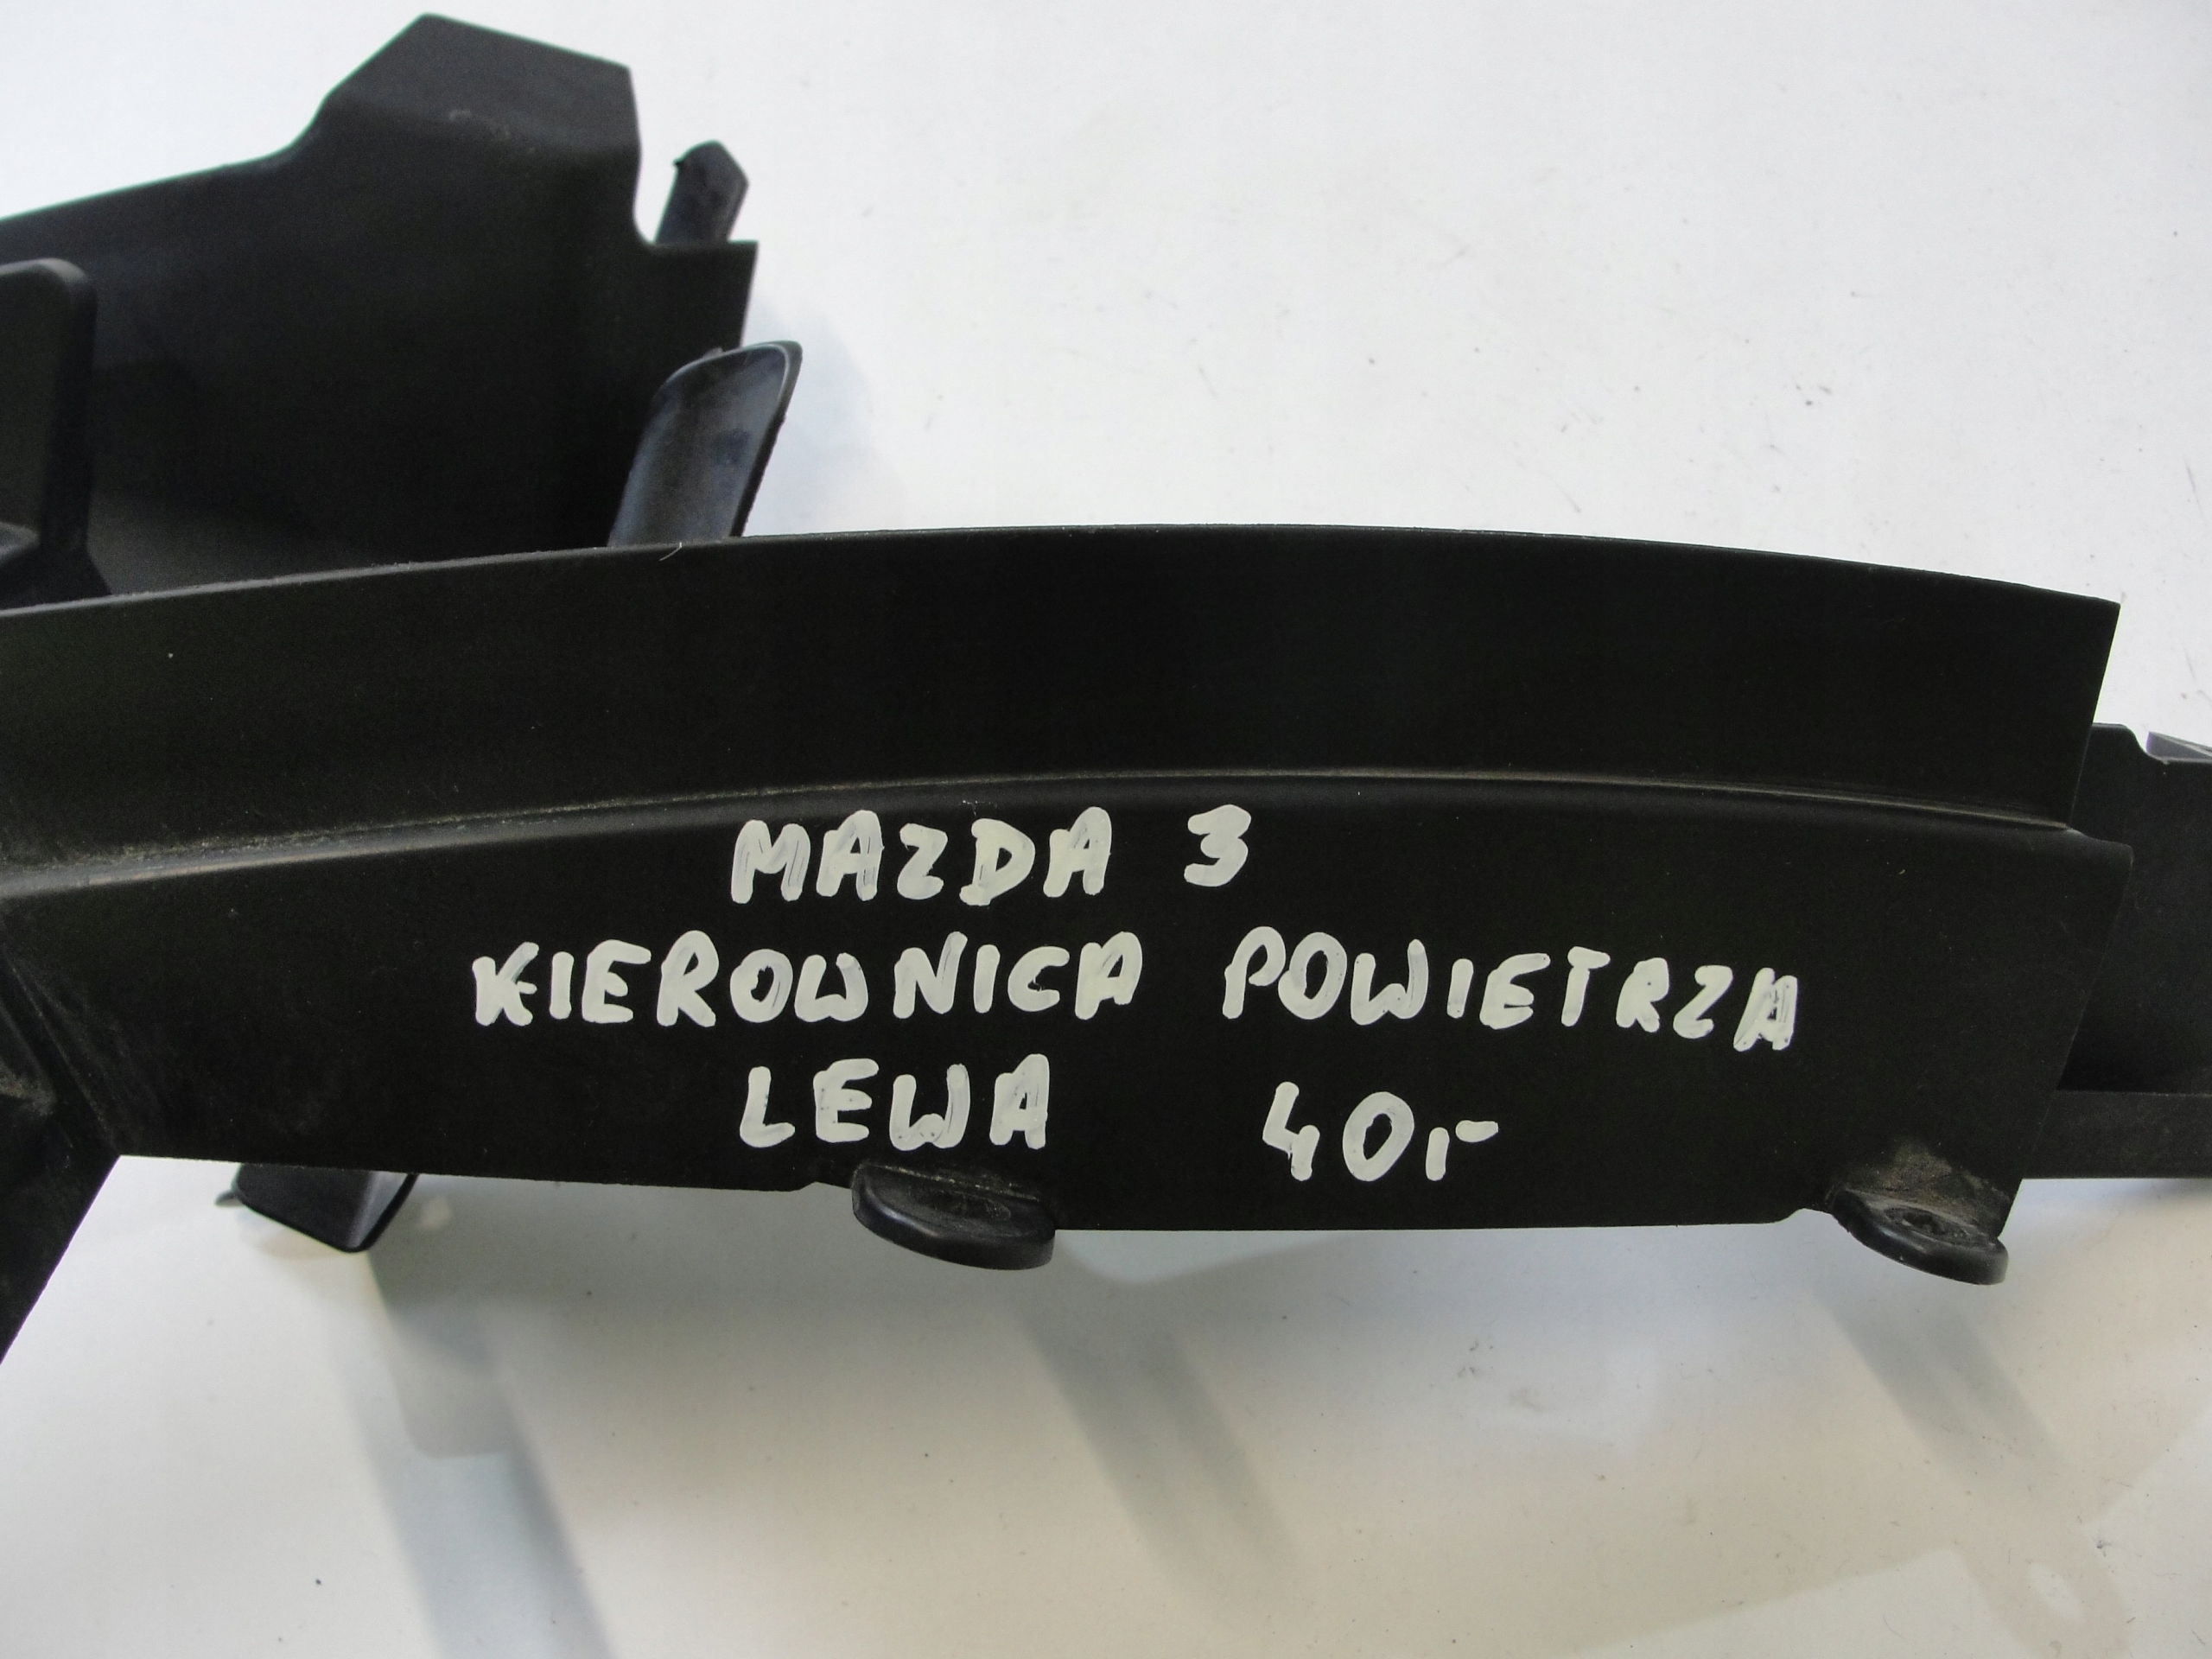 MAZDA 3
KIEROWNICA POWIETRZA
LEWA 40r